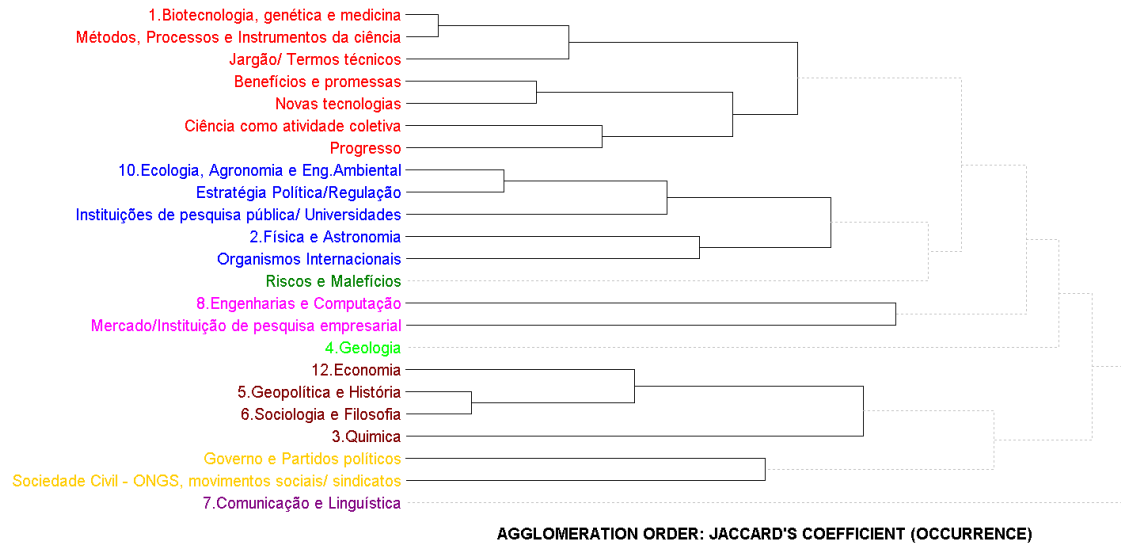 1.Biotecnologia, genética e medicina
Métodos, Processos e Instrumentos da ciência
Jargão/ Termos técnicos
Benefícios e promessas
Novas tecnologias
Ciência como atividade coletiva
Progresso
10.Ecologia, Agronomia e Eng.Ambiental
Estratégia Política/Regulação
Instituições de pesquisa pública/ Universidades
2.Física e Astronomia
Organismos Internacionais
Riscos e Malefícios
8.Engenharias e Computação
Mercado/Instituição de pesquisa empresarial
4.Geologia
12.Economia
5.Geopolítica e História
6.Sociologia e Filosofia
3.Quimica
Governo e Partidos políticos
Sociedade Civil - ONGS, movimentos sociais/ sindicatos
7.Comunicação e Linguística
AGGLOMERATION ORDER: JACCARD'S COEFFICIENT (OCCURRENCE)